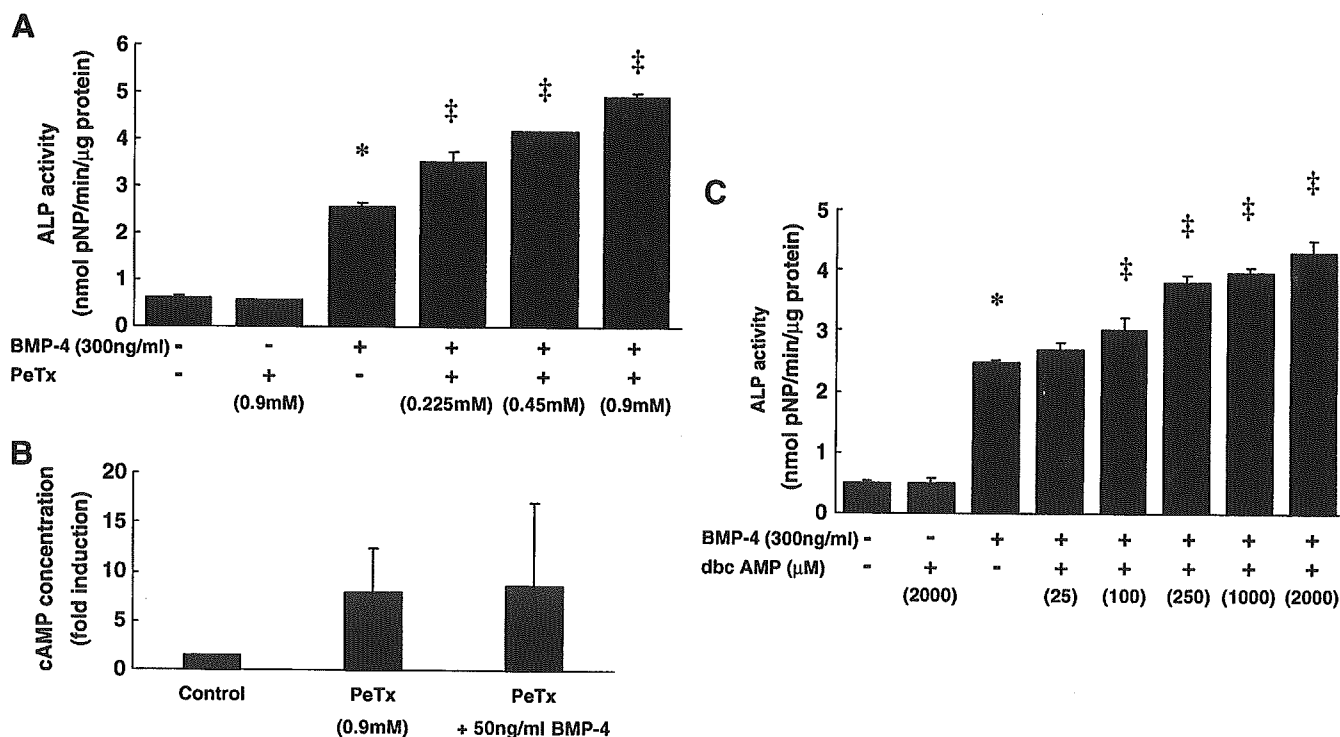 A
6
5
4
3
2
1
0
ALP activity
(nmol pNP/min/μg protein)
‡
‡
‡
*
BMP-4 (300ng/ml) - - + + + +
PeTx - + - + + +
(0.9mM) (0.225mM) (0.45mM) (0.9mM)
B
20
15
10
5
0
cAMP concentration
(fold induction)
Control PeTx PeTx
(0.9mM) + 50ng/ml BMP-4
C
5
4
3
2
1
0
ALP activity
(nmol pNP/min/μg protein)
*
‡
‡
‡
‡
BMP-4 (300ng/ml) - - + + + + + +
dbc AMP (μM) - + - + + + + +
(2000) (25) (100) (250) (1000) (2000)